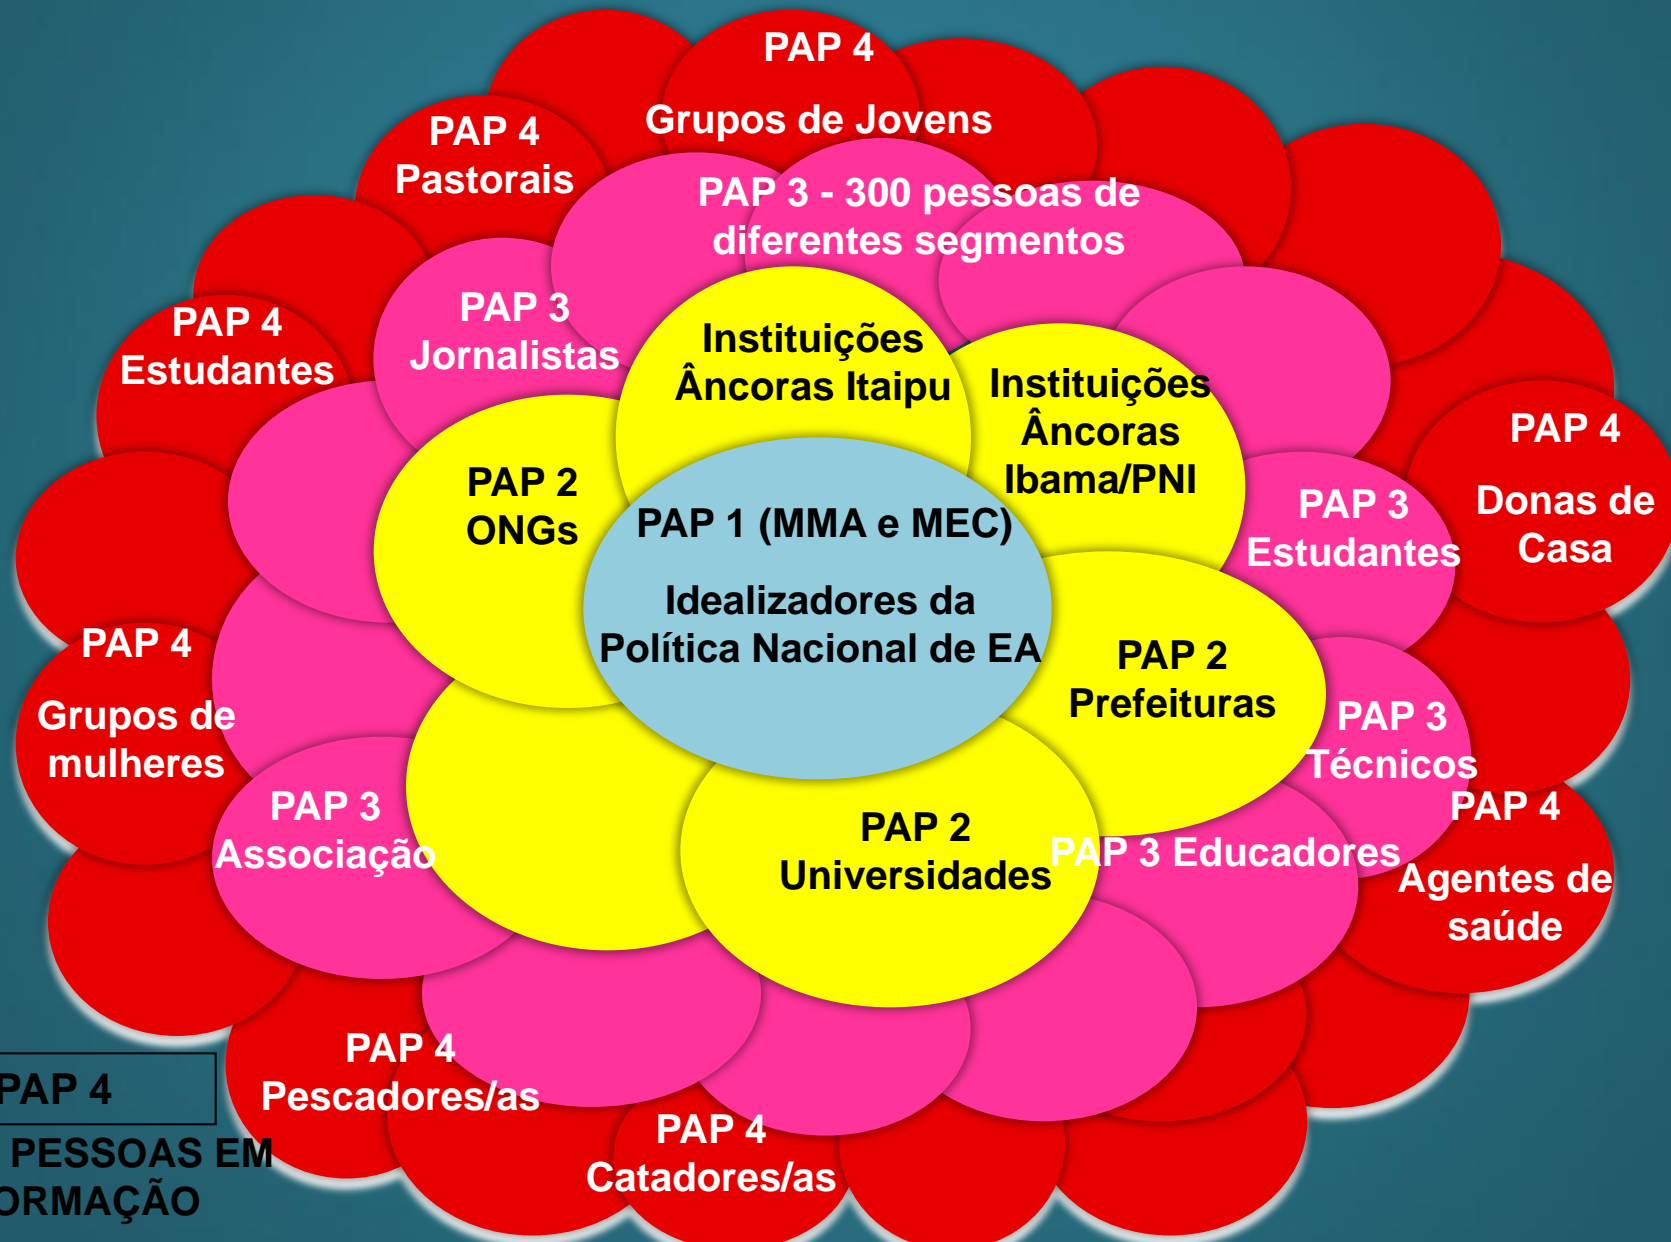 PAP 4
Grupos de Jovens
PAP 4
Pastorais
PAP 3 - 300 pessoas de
diferentes segmentos
PAP 4
Estudantes
PAP 3
Jornalistas
Instituições
Âncoras Itaipu
Instituições
Âncoras
Ibama/PNI
PAP 4
Donas de
Casa
PAP 2
ONGs
PAP 1 (MMA e MEC)
Idealizadores da
Política Nacional de EA
PAP 3
Estudantes
PAP 4
Grupos de
mulheres
PAP 2
Prefeituras
PAP 3
Técnicos
PAP 3
Associação
PAP 2
Universidades
PAP 3 Educadores
PAP 4
Agentes de
saúde
PAP 4
Pescadores/as
PAP 4
Catadores/as
PAP 4
PESSOAS EM
ORMAÇÃO